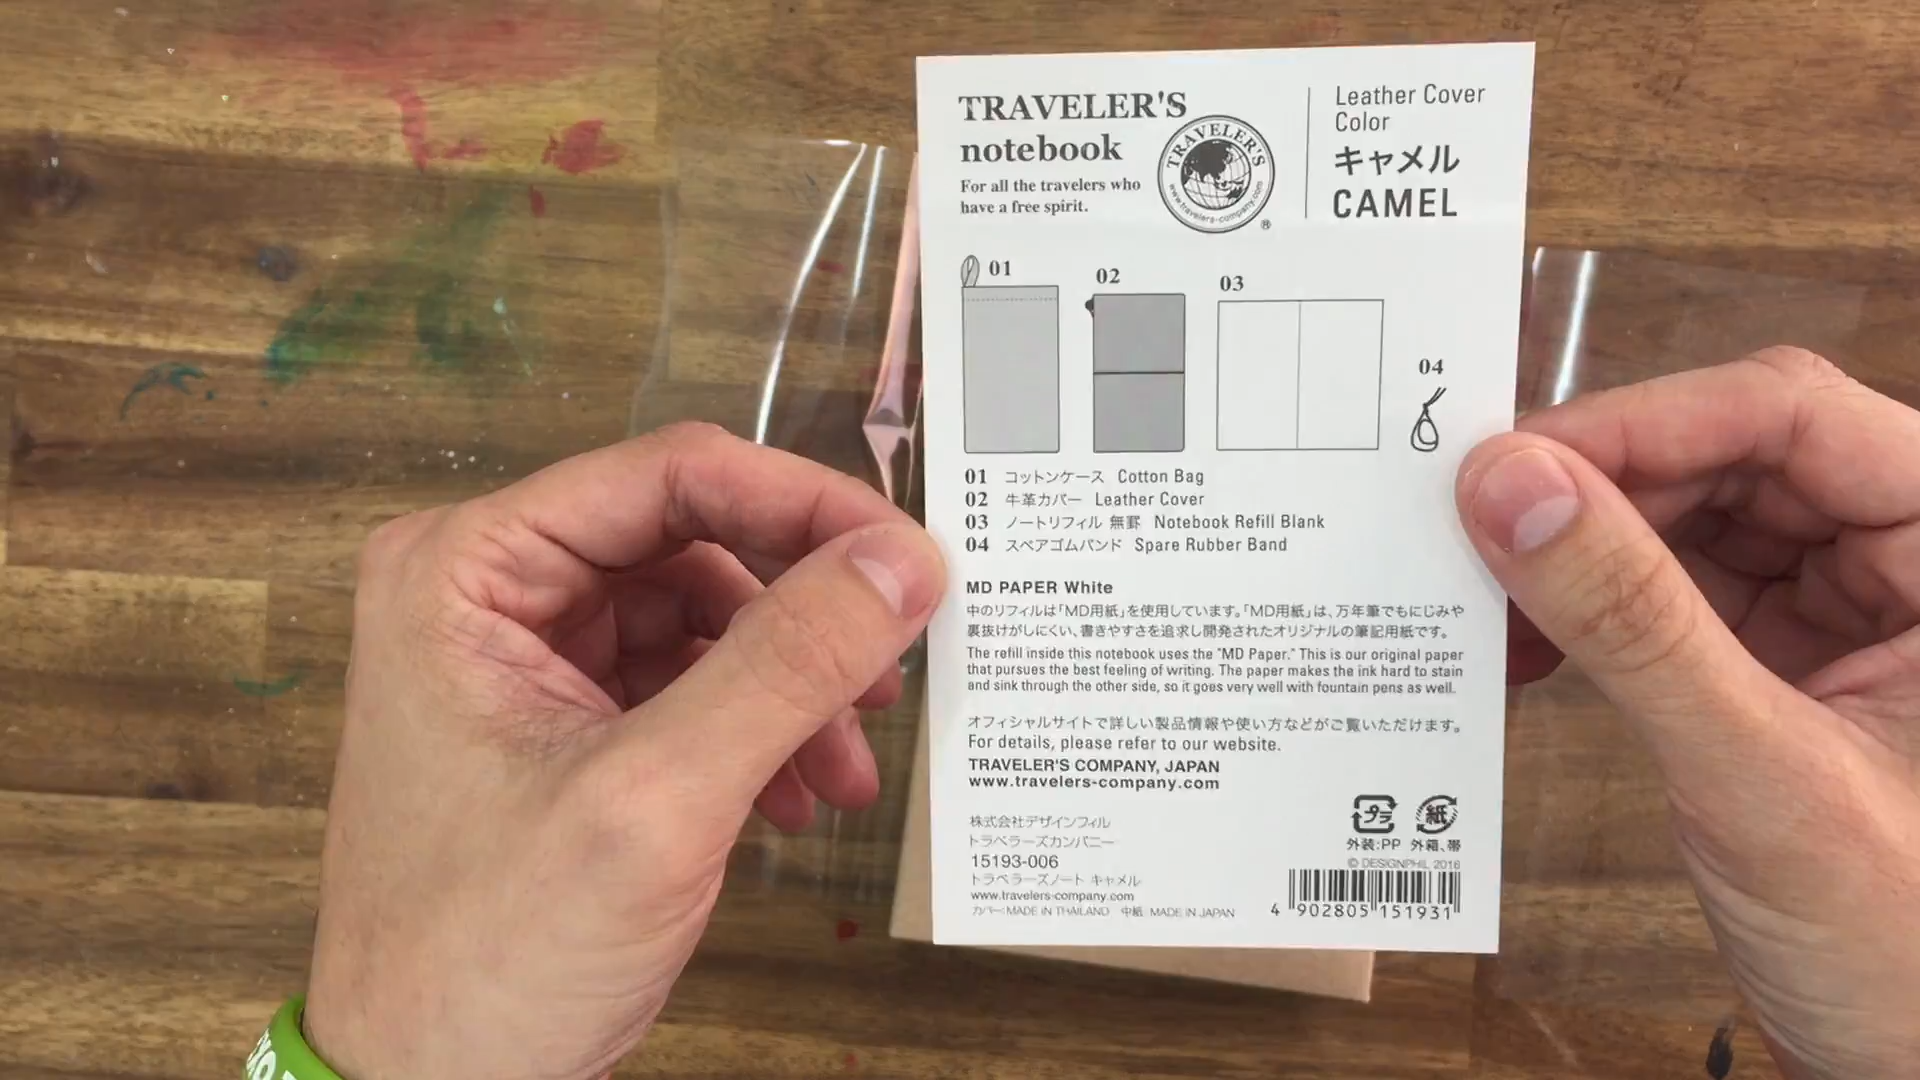 TRAVELER'S
notebook
For all the travelers who
have a free spirit.
TRAVELER'S
www.travelers-company.com
®
Leather Cover
Color
キャメル
CAMEL
01
02
03
04
01 コットンケース Cotton Bag
02 牛革カバー Leather Cover
03 ノートリフィル 無罫 Notebook Refill Blank
04 スペアゴムバンド Spare Rubber Band
MD PAPER White
中のリフィルは「MD用紙」を使用しています。「MD用紙」は、万年筆でもにじみや
裏抜けがしにくい、書きやすさを追求し開発されたオリジナルの筆記用紙です。
The refill inside this notebook uses the "MD Paper." This is our original paper
that pursues the best feeling of writing. The paper makes the ink hard to stain
and sink through the other side, so it goes very well with fountain pens as well.
オフィシャルサイトで詳しい製品情報や使い方などがご覧いただけます。
For details, please refer to our website.
TRAVELER'S COMPANY, JAPAN
www.travelers-company.com
株式会社デザインフィル
トラベラーズカンパニー
15193-006
トラベラーズノート キャメル
www.travelers-company.com
カバー:MADE IN THAILAND 中紙 MADE IN JAPAN
プラ 紙
外装:PP 外箱、帯
© DESIGNPHIL 2016
4 902805 151931